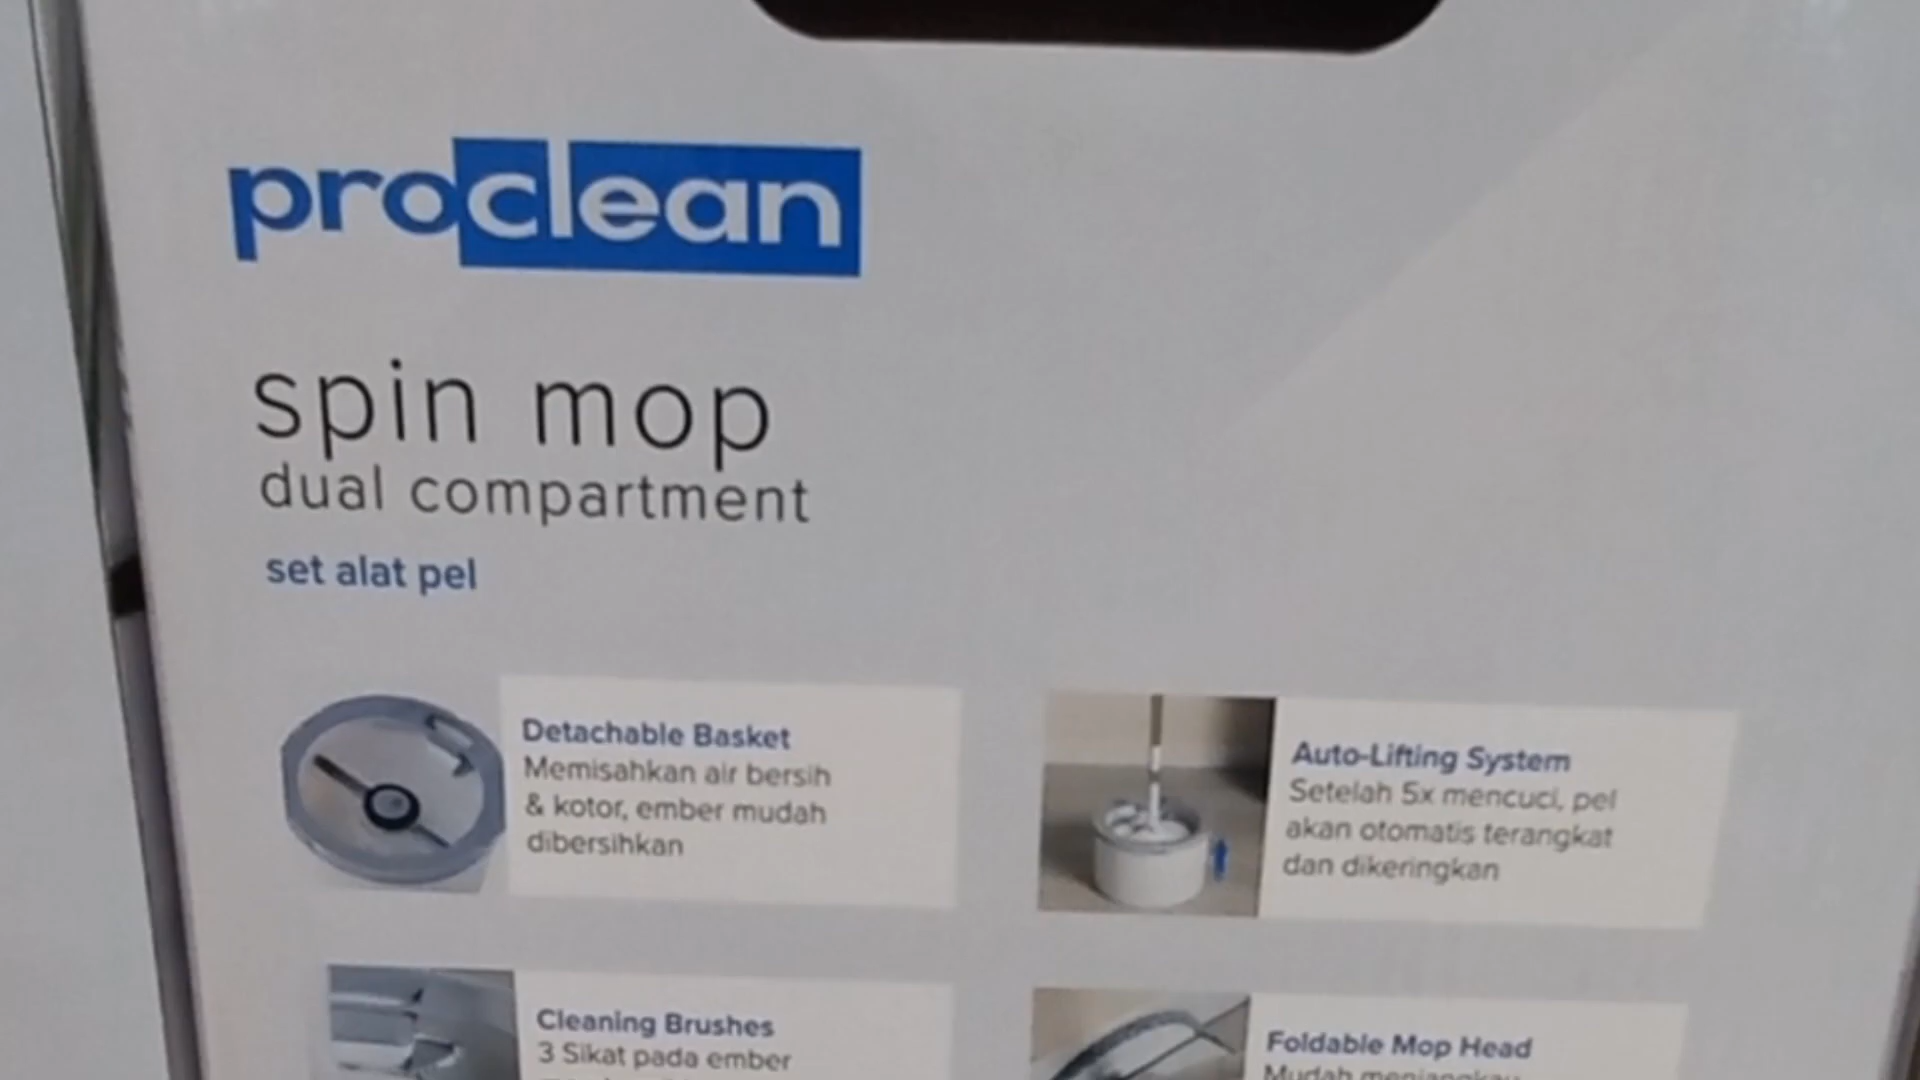 proclean
spin mop
dual compartment
set alat pel
Detachable Basket
Memisahkan air bersih
& kotor, ember mudah
dibersihkan
Auto-Lifting System
Setelah 5x mencuci, pel
akan otomatis terangkat
dan dikeringkan
Cleaning Brushes
3 Sikat pada ember
Foldable Mop Head
Mudah menjangkau